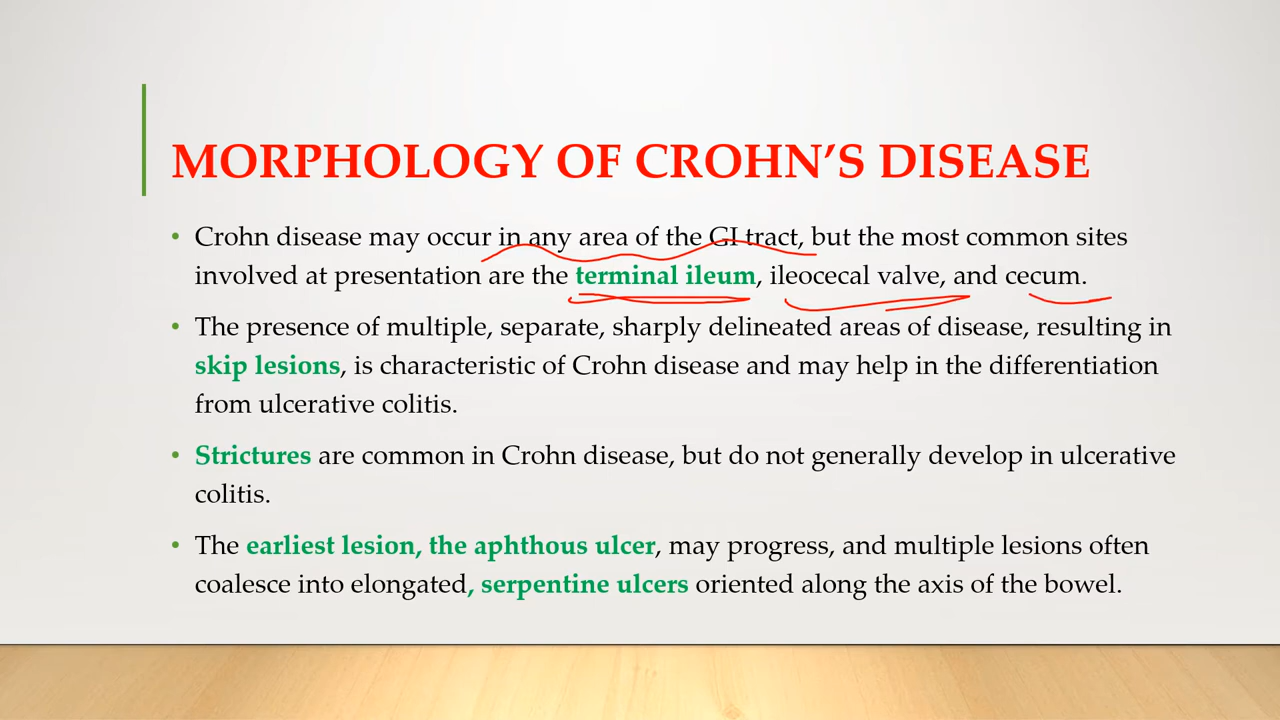 MORPHOLOGY OF CROHN’S DISEASE
• Crohn disease may occur in any area of the GI tract, but the most common sites
involved at presentation are the terminal ileum, ileocecal valve, and cecum.
• The presence of multiple, separate, sharply delineated areas of disease, resulting in
skip lesions, is characteristic of Crohn disease and may help in the differentiation
from ulcerative colitis.
• Strictures are common in Crohn disease, but do not generally develop in ulcerative
colitis.
• The earliest lesion, the aphthous ulcer, may progress, and multiple lesions often
coalesce into elongated, serpentine ulcers oriented along the axis of the bowel.